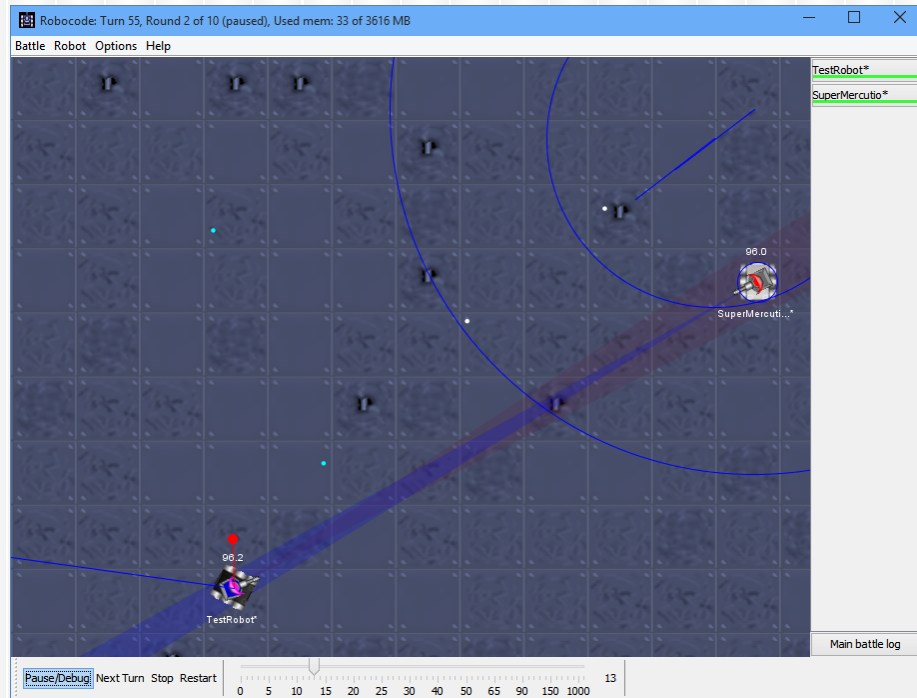 Robocode: Turn 55, Round 2 of 10 (paused), Used mem: 33 of 3616 MB
Battle Robot Options Help
TestRobot*
SuperMercutio*
96.0
SuperMercuti...*
96.2
TestRobot*
Main battle log
Pause/Debug Next Turn Stop Restart
0 5 10 15 20 25 30 40 50 65 90 150 1000
13